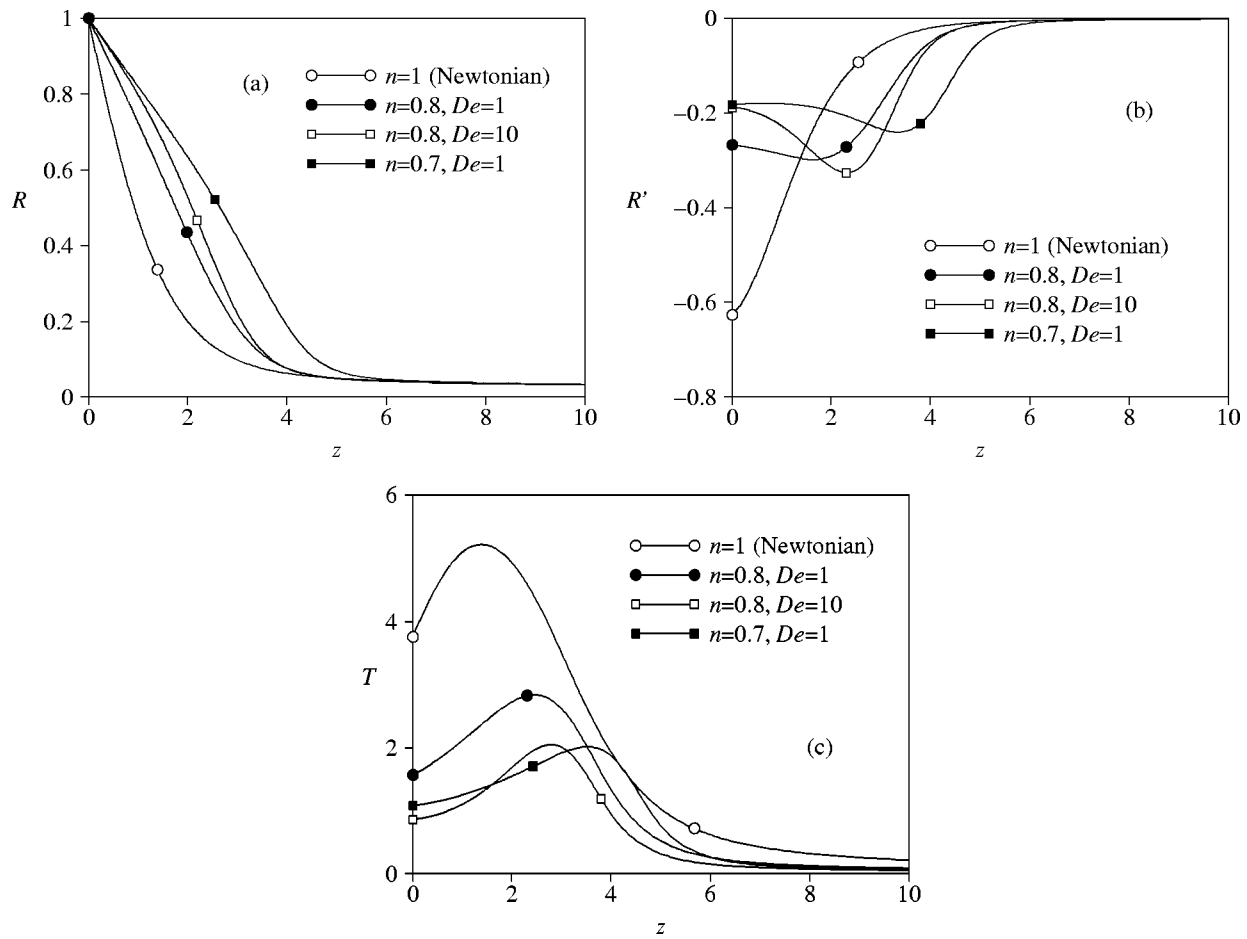 1
0.8
0.6
0.4
0.2
0
R
0 2 4 6 8 10
z
(a)
n=1 (Newtonian)
n=0.8, De=1
n=0.8, De=10
n=0.7, De=1
−0
−0.2
−0.4
−0.6
−0.8
R'
0 2 4 6 8 10
z
(b)
n=1 (Newtonian)
n=0.8, De=1
n=0.8, De=10
n=0.7, De=1
6
4
2
0
T
0 2 4 6 8 10
z
n=1 (Newtonian)
n=0.8, De=1
n=0.8, De=10
n=0.7, De=1
(c)